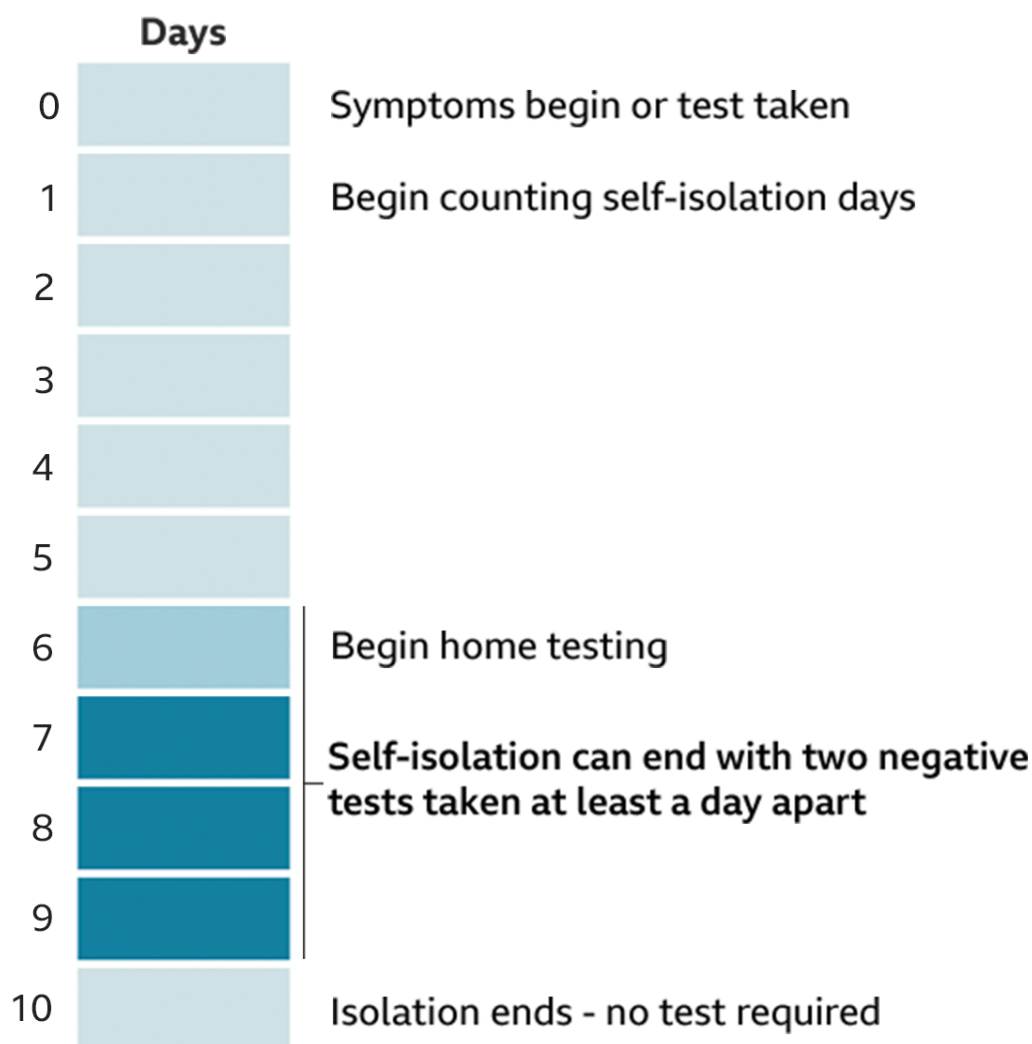 Days
0 Symptoms begin or test taken
1 Begin counting self-isolation days
2
3
4
5
6 Begin home testing
7
Self-isolation can end with two negative
tests taken at least a day apart
8
9
10 Isolation ends - no test required